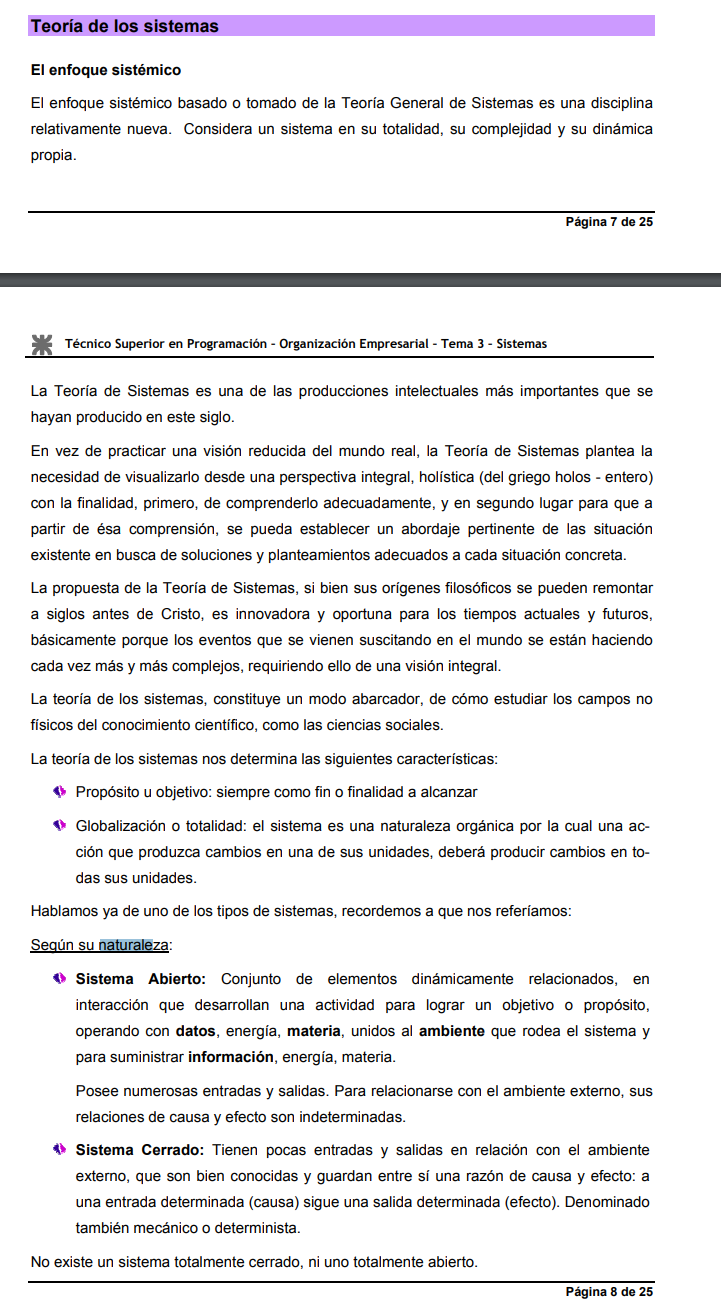 Teoría de los sistemas
El enfoque sistémico
El enfoque sistémico basado o tomado de la Teoría General de Sistemas es una disciplina
relativamente nueva. Considera un sistema en su totalidad, su complejidad y su dinámica
propia.
Página 7 de 25
Técnico Superior en Programación - Organización Empresarial - Tema 3 - Sistemas
La Teoría de Sistemas es una de las producciones intelectuales más importantes que se
hayan producido en este siglo.
En vez de practicar una visión reducida del mundo real, la Teoría de Sistemas plantea la
necesidad de visualizarlo desde una perspectiva integral, holística (del griego holos - entero)
con la finalidad, primero, de comprenderlo adecuadamente, y en segundo lugar para que a
partir de ésa comprensión, se pueda establecer un abordaje pertinente de las situación
existente en busca de soluciones y planteamientos adecuados a cada situación concreta.
La propuesta de la Teoría de Sistemas, si bien sus orígenes filosóficos se pueden remontar
a siglos antes de Cristo, es innovadora y oportuna para los tiempos actuales y futuros,
básicamente porque los eventos que se vienen suscitando en el mundo se están haciendo
cada vez más y más complejos, requiriendo ello de una visión integral.
La teoría de los sistemas, constituye un modo abarcador, de cómo estudiar los campos no
físicos del conocimiento científico, como las ciencias sociales.
La teoría de los sistemas nos determina las siguientes características:
Propósito u objetivo: siempre como fin o finalidad a alcanzar
Globalización o totalidad: el sistema es una naturaleza orgánica por la cual una ac-
ción que produzca cambios en una de sus unidades, deberá producir cambios en to-
das sus unidades.
Hablamos ya de uno de los tipos de sistemas, recordemos a que nos referíamos:
Según su naturaleza:
Sistema Abierto: Conjunto de elementos dinámicamente relacionados, en
interacción que desarrollan una actividad para lograr un objetivo o propósito,
operando con datos, energía, materia, unidos al ambiente que rodea el sistema y
para suministrar información, energía, materia.
Posee numerosas entradas y salidas. Para relacionarse con el ambiente externo, sus
relaciones de causa y efecto son indeterminadas.
Sistema Cerrado: Tienen pocas entradas y salidas en relación con el ambiente
externo, que son bien conocidas y guardan entre sí una razón de causa y efecto: a
una entrada determinada (causa) sigue una salida determinada (efecto). Denominado
también mecánico o determinista.
No existe un sistema totalmente cerrado, ni uno totalmente abierto.
Página 8 de 25